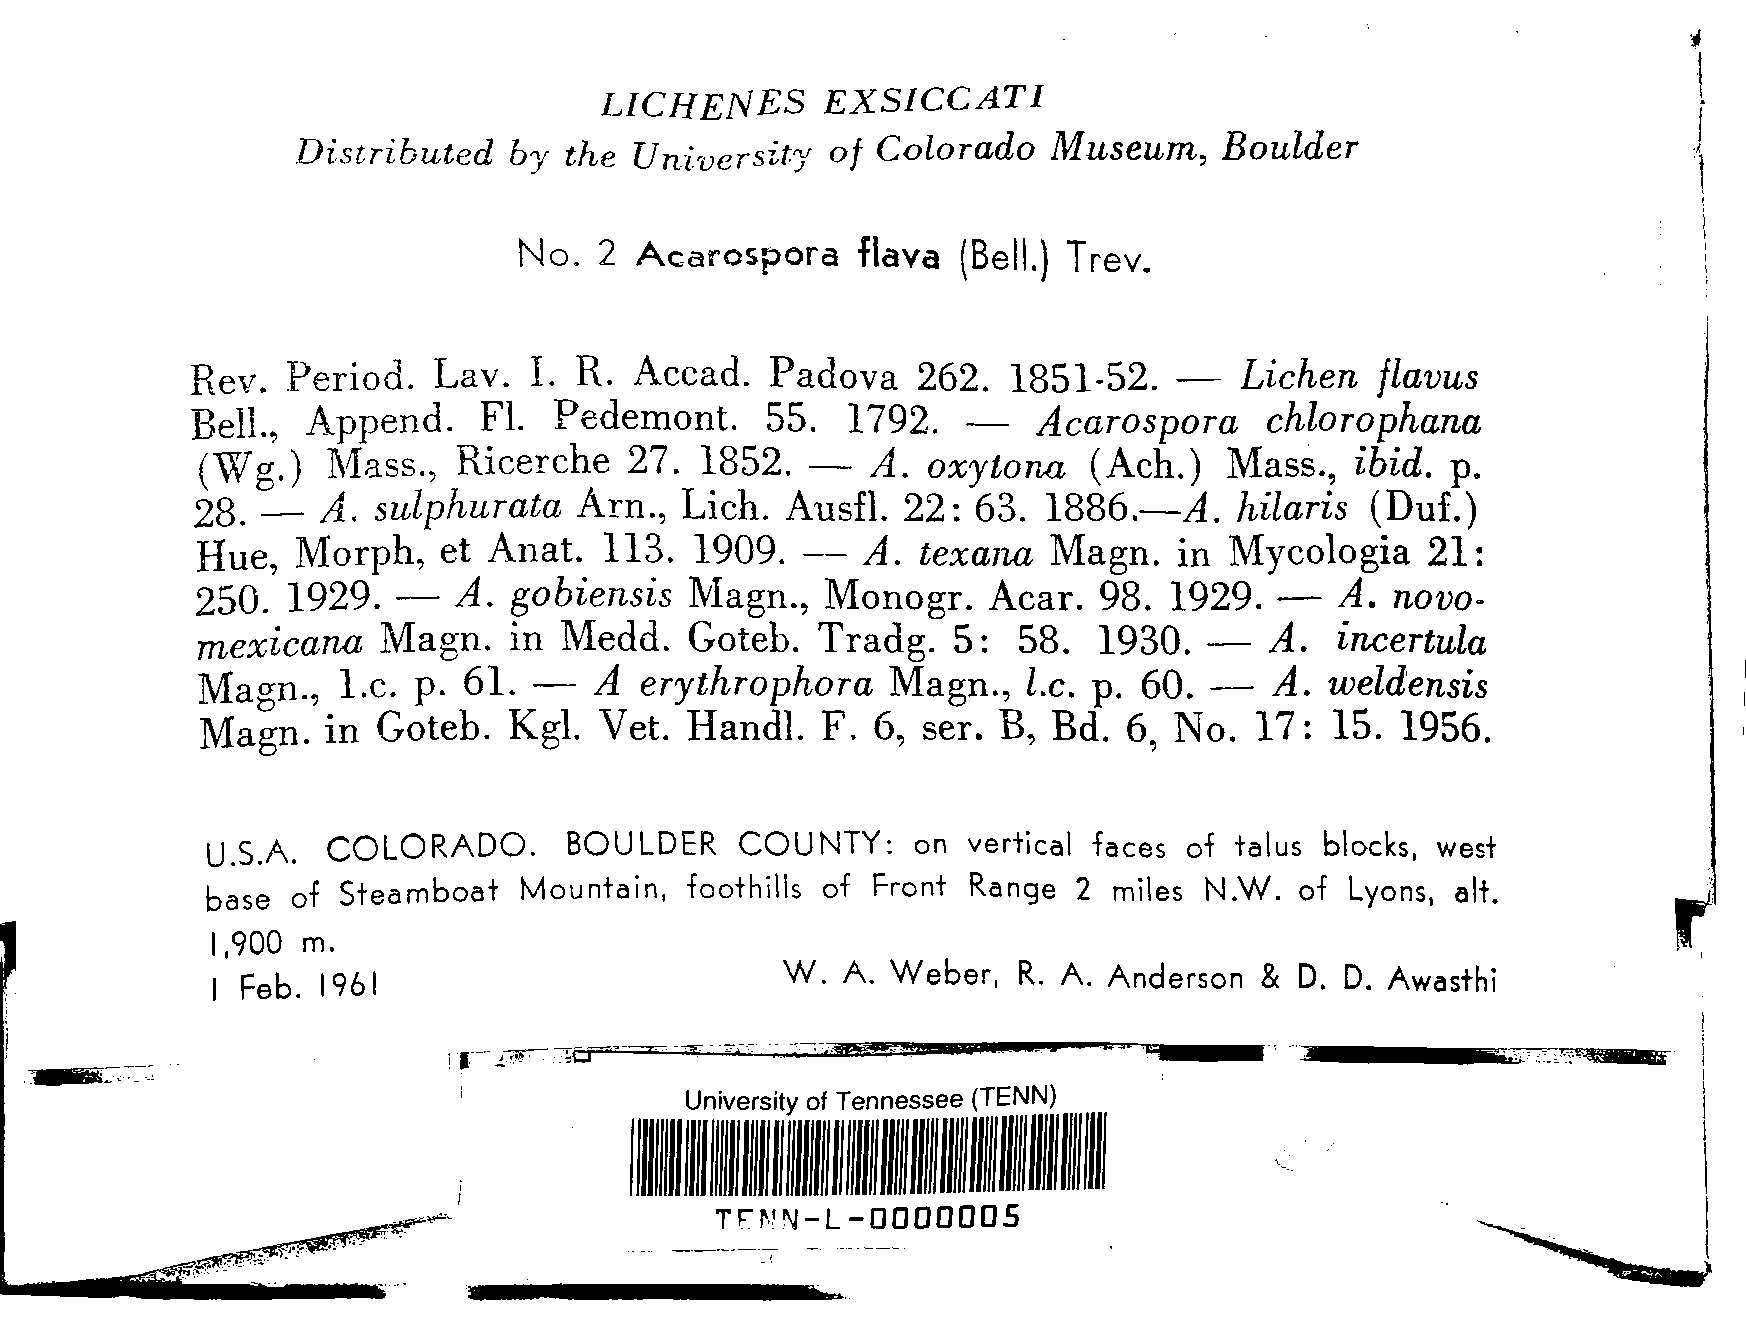 LICHENES EXSICCATI
Distributed by the University of Colorado Museum, Boulder
No. 2 Acarospora flava (Bell.) Trev.
Rev. Period. Lav. I. R. Accad. Padova 262. 1851-52. — Lichen flavus
Bell., Append. Fl. Pedemont. 55. 1792. — Acarospora chlorophana
(Wg.) Mass., Ricerche 27. 1852. — A. oxytona (Ach.) Mass., ibid. p.
28. — A. sulphurata Arn., Lich. Ausfl. 22: 63. 1886.—A. hilaris (Duf.)
Hue, Morph, et Anat. 113. 1909. — A. texana Magn. in Mycologia 21:
250. 1929. — A. gobiensis Magn., Monogr. Acar. 98. 1929. — A. novo-
mexicana Magn. in Medd. Goteb. Tradg. 5: 58. 1930. — A. incertula
Magn., l.c. p. 61. — A erythrophora Magn., l.c. p. 60. — A. weldensis
Magn. in Goteb. Kgl. Vet. Handl. F. 6, ser. B, Bd. 6, No. 17: 15. 1956.
U.S.A. COLORADO. BOULDER COUNTY: on vertical faces of talus blocks, west
base of Steamboat Mountain, foothills of Front Range 2 miles N.W. of Lyons, alt.
1,900 m.
1 Feb. 1961 W. A. Weber, R. A. Anderson & D. D. Awasthi
University of Tennessee (TENN)
TENN-L-0000005